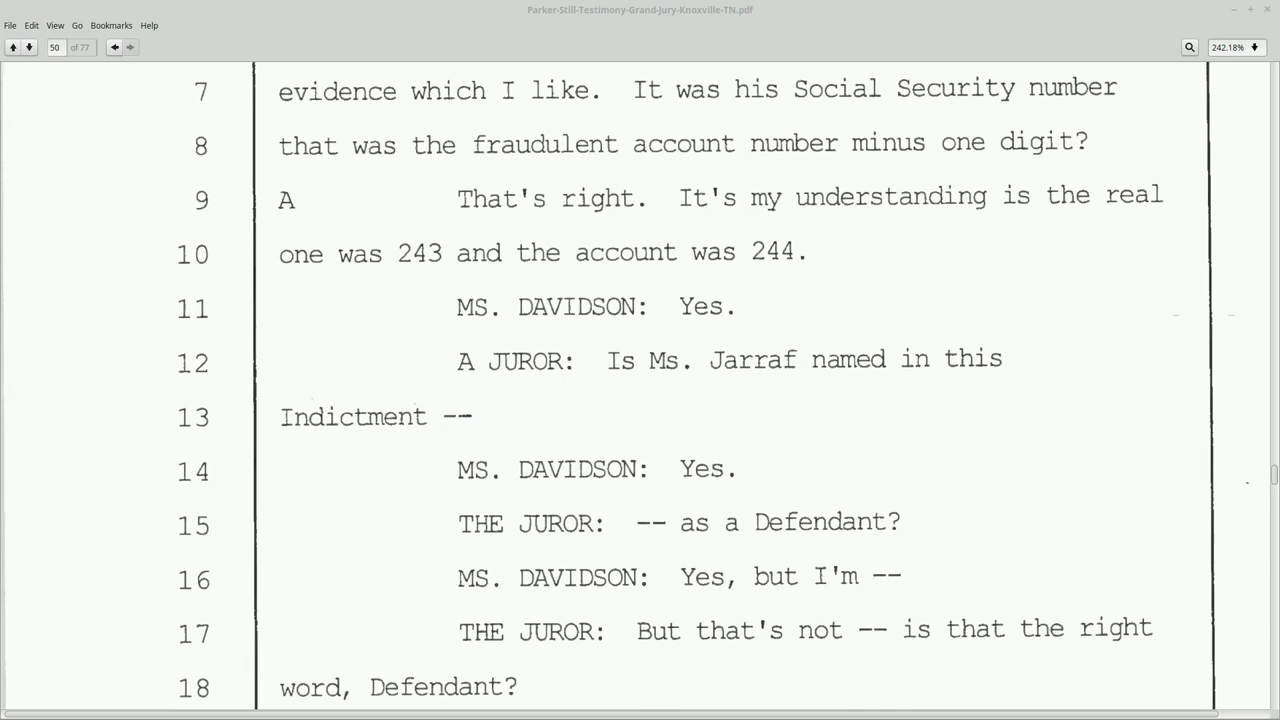 Parker-Still-Testimony-Grand-Jury-Knoxville-TN.pdf
File Edit View Go Bookmarks Help
50 of 77 242.18%
7 evidence which I like. It was his Social Security number
8 that was the fraudulent account number minus one digit?
9 A That's right. It's my understanding is the real
10 one was 243 and the account was 244.
11 MS. DAVIDSON: Yes.
12 A JUROR: Is Ms. Jarraf named in this
13 Indictment --
14 MS. DAVIDSON: Yes.
15 THE JUROR: -- as a Defendant?
16 MS. DAVIDSON: Yes, but I'm --
17 THE JUROR: But that's not -- is that the right
18 word, Defendant?